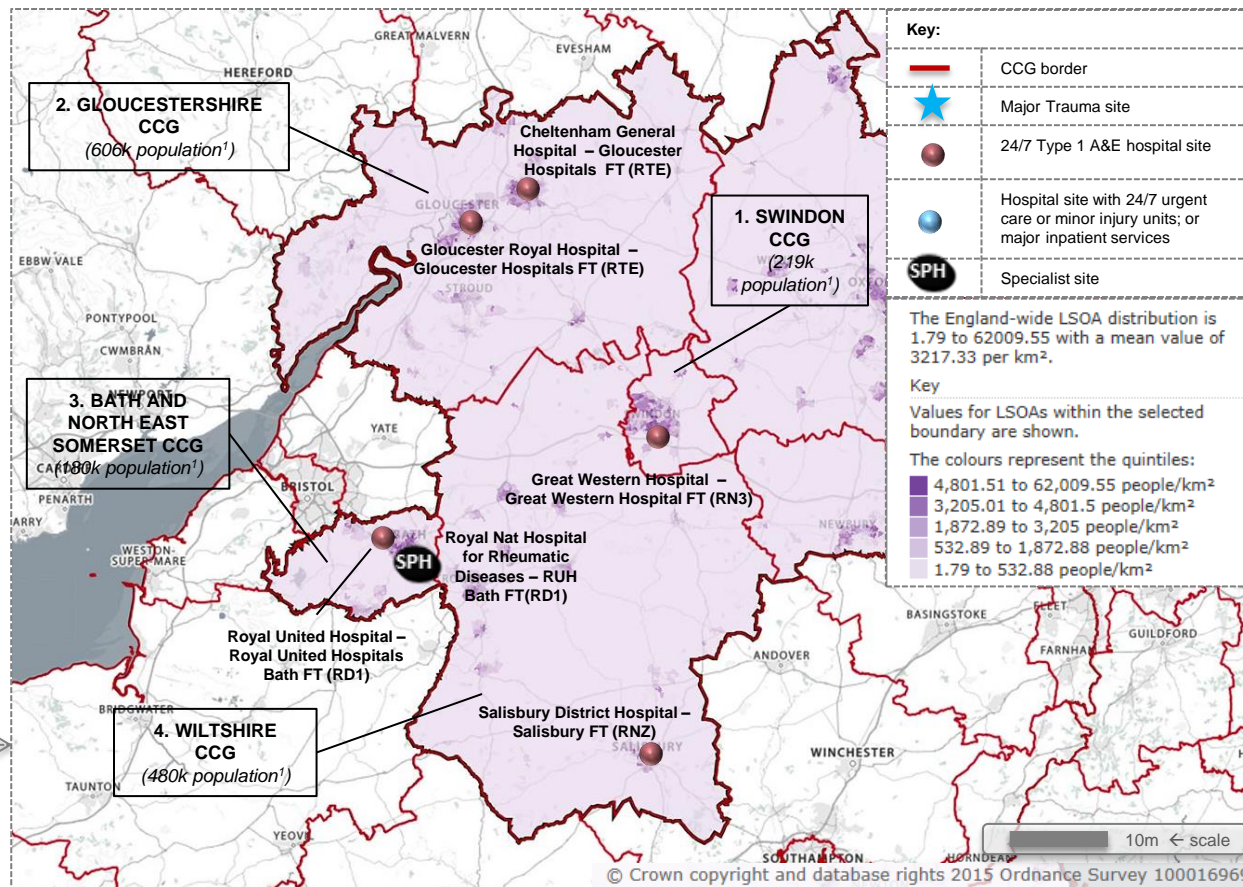 GREAT MALVERN
EVESHAM
HEREFORD
2. GLOUCESTERSHIRE
CCG
(606k population¹)
Cheltenham General
Hospital – Gloucester
Hospitals FT (RTE)
GLOUCESTER
Gloucester Royal Hospital –
Gloucester Hospitals FT (RTE)
STROUD
1. SWINDON
CCG
(219k
population¹)
EBBW VALE
PONTYPOOL
CWMBRÂN
NEWPORT
3. BATH AND
NORTH EAST
SOMERSET CCG
(180k population¹)
PENARTH
ARRY
YATE
BRISTOL
WESTON-
SUPER-MARE
SWINDON
Great Western Hospital –
Great Western Hospital FT (RN3)
NEWBURY
BATH
SPH
Royal Nat Hospital
for Rheumatic
Diseases – RUH
Bath FT(RD1)
Royal United Hospital –
Royal United Hospitals
Bath FT (RD1)
BRIDGWATER
4. WILTSHIRE
CCG
(480k population¹)
TAUNTON
YEOVIL
Salisbury District Hospital –
Salisbury FT (RNZ)
SALISBURY
ANDOVER
WINCHESTER
BASINGSTOKE
FLEET
FARNHAM
GUILDFORD
SOUTHAMPTON
HORNDEAN
Key:
CCG border
Major Trauma site
24/7 Type 1 A&E hospital site
Hospital site with 24/7 urgent
care or minor injury units; or
major inpatient services
SPH
Specialist site
The England-wide LSOA distribution is
1.79 to 62009.55 with a mean value of
3217.33 per km².
Key
Values for LSOAs within the selected
boundary are shown.
The colours represent the quintiles:
4,801.51 to 62,009.55 people/km²
3,205.01 to 4,801.5 people/km²
1,872.89 to 3,205 people/km²
532.89 to 1,872.88 people/km²
1.79 to 532.88 people/km²
10m ← scale
© Crown copyright and database rights 2015 Ordnance Survey 100016969